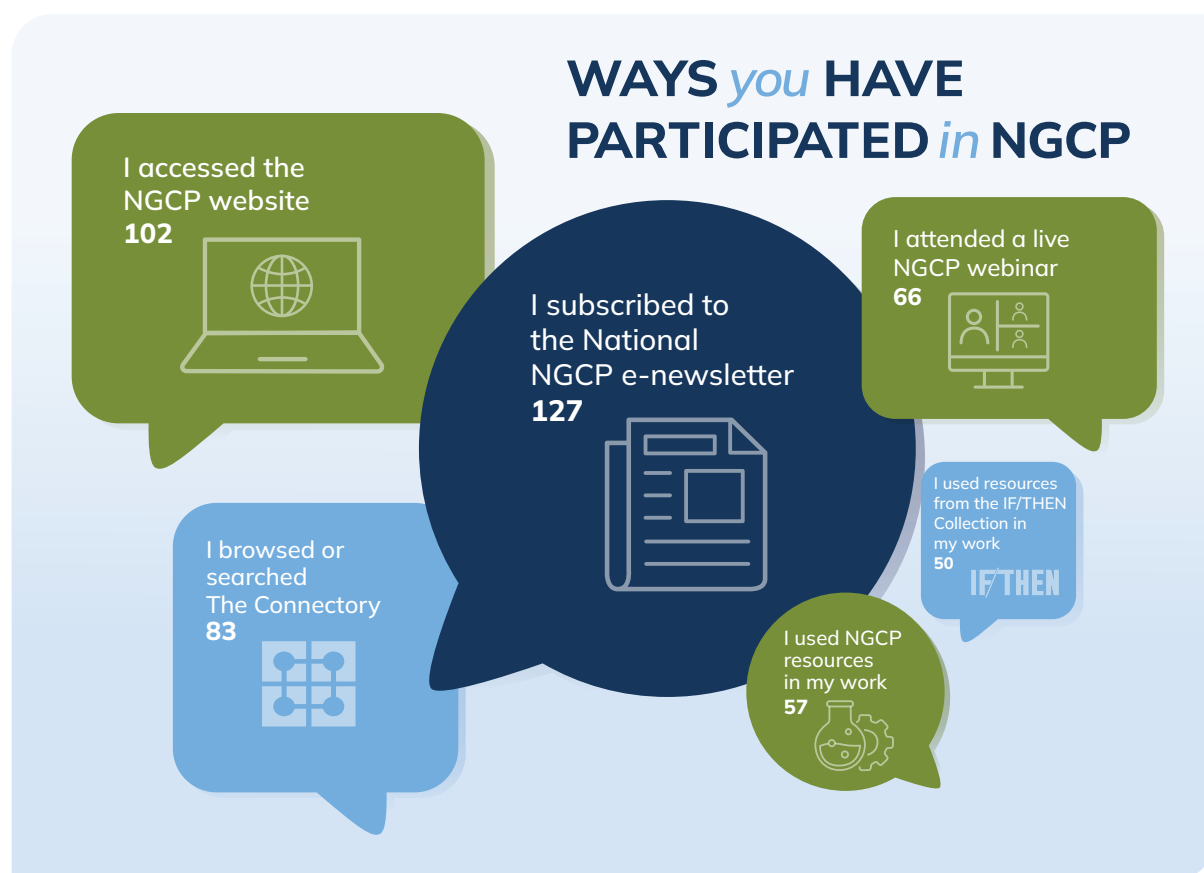 WAYS you HAVE
PARTICIPATED in NGCP
I accessed the
NGCP website
102
I subscribed to
the National
NGCP e-newsletter
127
I attended a live
NGCP webinar
66
I browsed or
searched
The Connectory
83
I used resources
from the IF/THEN
Collection in
my work
50
IF/THEN
I used NGCP
resources
in my work
57